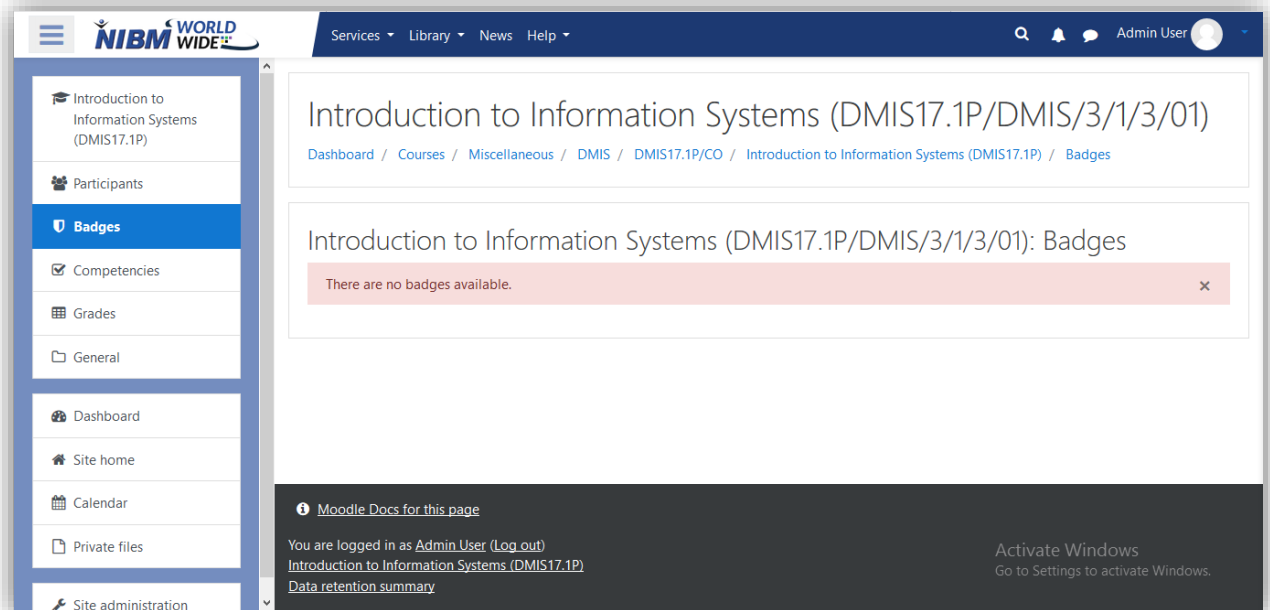 NIBM WORLD WIDE
Services Library News Help
Admin User
Introduction to
Information Systems
(DMIS17.1P)
Participants
Badges
Competencies
Grades
General
Dashboard
Site home
Calendar
Private files
Site administration
Introduction to Information Systems (DMIS17.1P/DMIS/3/1/3/01)
Dashboard / Courses / Miscellaneous / DMIS / DMIS17.1P/CO / Introduction to Information Systems (DMIS17.1P) / Badges
Introduction to Information Systems (DMIS17.1P/DMIS/3/1/3/01): Badges
There are no badges available. ×
Moodle Docs for this page
You are logged in as Admin User (Log out)
Introduction to Information Systems (DMIS17.1P)
Data retention summary
Activate Windows
Go to Settings to activate Windows.